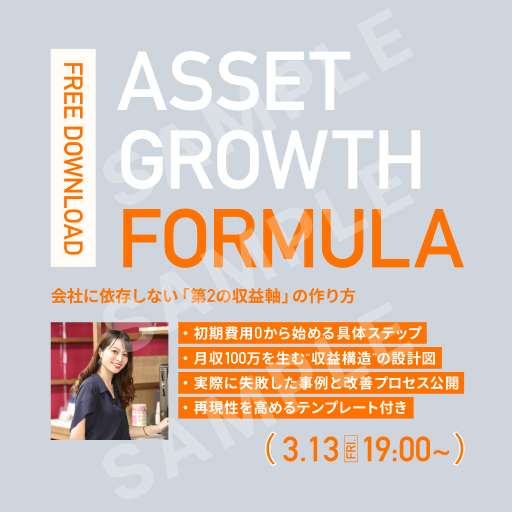 FREE DOWNLOAD
ASSET
GROWTH
FORMULA
会社に依存しない「第2の収益軸」の作り方
・初期費用0から始める具体ステップ
・月収100万を生む"収益構造"の設計図
・実際に失敗した事例と改善プロセス公開
・再現性を高めるテンプレート付き
(3.13 FRI. 19:00~)
SAMPLE
SAMPLE
SAMPLE